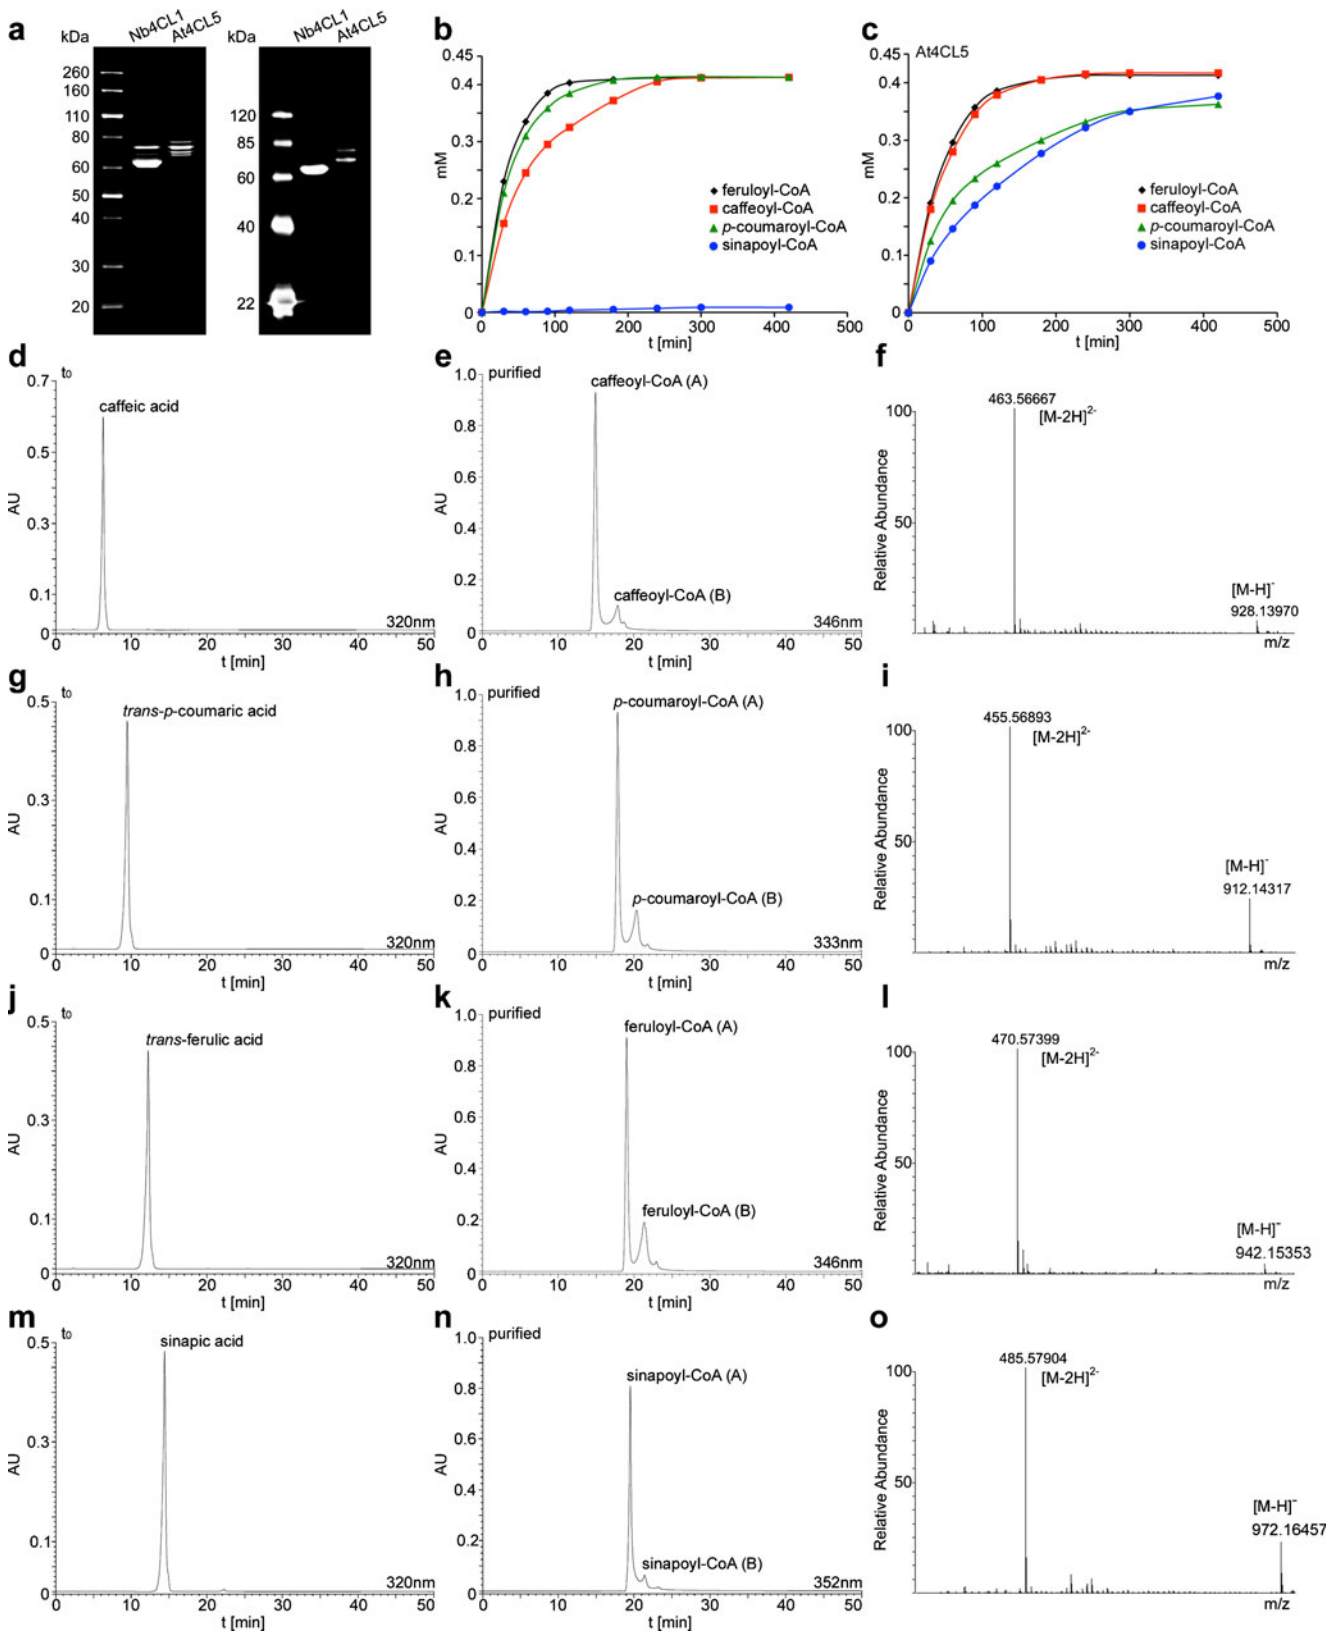 a
kDa
Nb4CL1
At4CL5
260
160
110
80
60
50
40
30
20
kDa
Nb4CL1
At4CL5
120
85
60
40
22
b
0.45
0.4
0.3
0.2
0.1
0
mM
feruloyl-CoA
caffeoyl-CoA
p-coumaroyl-CoA
sinapoyl-CoA
0 100 200 300 400 500
t [min]
c
At4CL5
0.45
0.4
0.3
0.2
0.1
0
mM
feruloyl-CoA
caffeoyl-CoA
p-coumaroyl-CoA
sinapoyl-CoA
0 100 200 300 400 500
t [min]
d
t0
0.7
0.5
0.3
0.1
0
AU
caffeic acid
320nm
0 10 20 30 40 50
t [min]
e
purified
1.0
0.8
0.6
0.4
0.2
0
AU
caffeoyl-CoA (A)
caffeoyl-CoA (B)
346nm
0 10 20 30 40 50
t [min]
f
100
50
Relative Abundance
463.56667
[M-2H]2-
[M-H]-
928.13970
m/z
g
t0
0.5
0.3
0.1
0
AU
trans-p-coumaric acid
320nm
0 10 20 30 40 50
t [min]
h
purified
1.0
0.8
0.6
0.4
0.2
0
AU
p-coumaroyl-CoA (A)
p-coumaroyl-CoA (B)
333nm
0 10 20 30 40 50
t [min]
i
100
50
Relative Abundance
455.56893
[M-2H]2-
[M-H]-
912.14317
m/z
j
t0
0.5
0.3
0.1
0
AU
trans-ferulic acid
320nm
0 10 20 30 40 50
t [min]
k
purified
1.0
0.8
0.6
0.4
0.2
0
AU
feruloyl-CoA (A)
feruloyl-CoA (B)
346nm
0 10 20 30 40 50
t [min]
l
100
50
Relative Abundance
470.57399
[M-2H]2-
[M-H]-
942.15353
m/z
m
t0
0.5
0.3
0.1
0
AU
sinapic acid
320nm
0 10 20 30 40 50
t [min]
n
purified
1.0
0.8
0.6
0.4
0.2
0
AU
sinapoyl-CoA (A)
sinapoyl-CoA (B)
352nm
0 10 20 30 40 50
t [min]
o
100
50
Relative Abundance
485.57904
[M-2H]2-
[M-H]-
972.16457
m/z